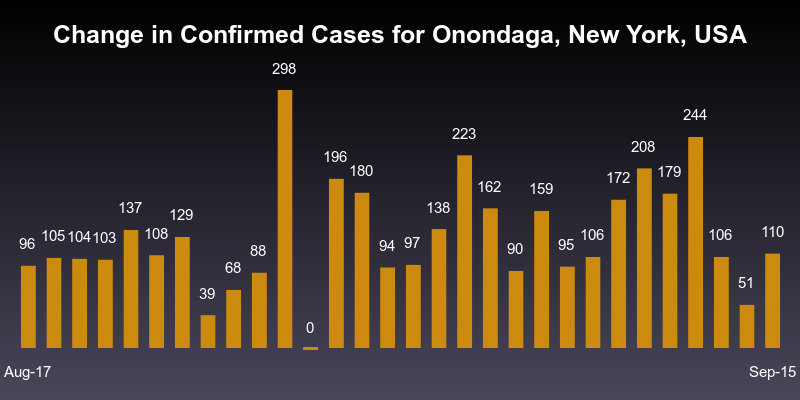 Change in Confirmed Cases for Onondaga, New York, USA
96 105 104 103 137 108 129 39 68 88 298 0 196 180 94 97 138 223 162 90 159 95 106 172 208 179 244 106 51 110
Aug-17 Sep-15